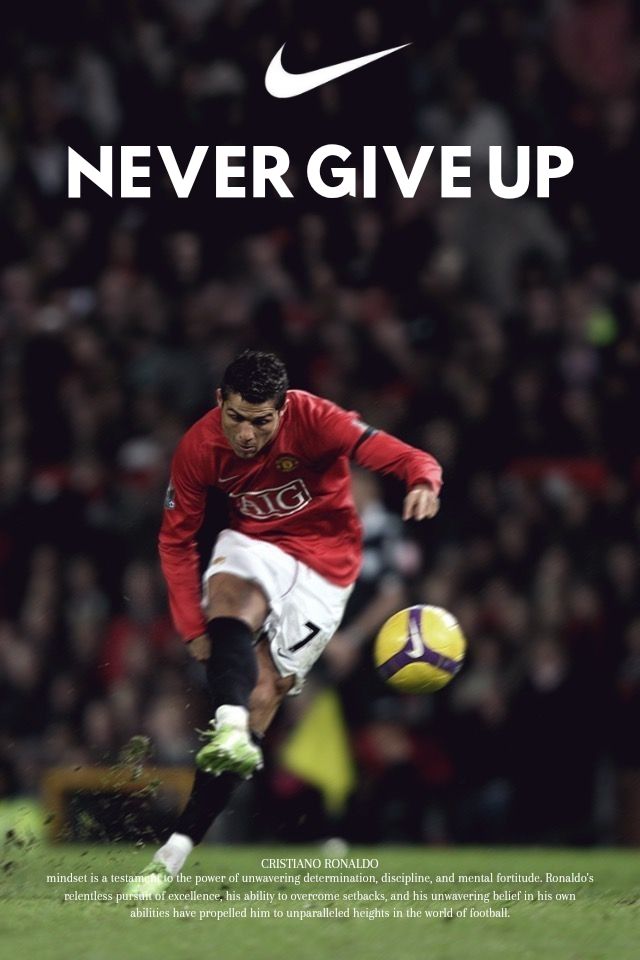 NEVER GIVE UP
AIG
7
CRISTIANO RONALDO
mindset is a testament to the power of unwavering determination, discipline, and mental fortitude. Ronaldo's
relentless pursuit of excellence, his ability to overcome setbacks, and his unwavering belief in his own
abilities have propelled him to unparalleled heights in the world of football.